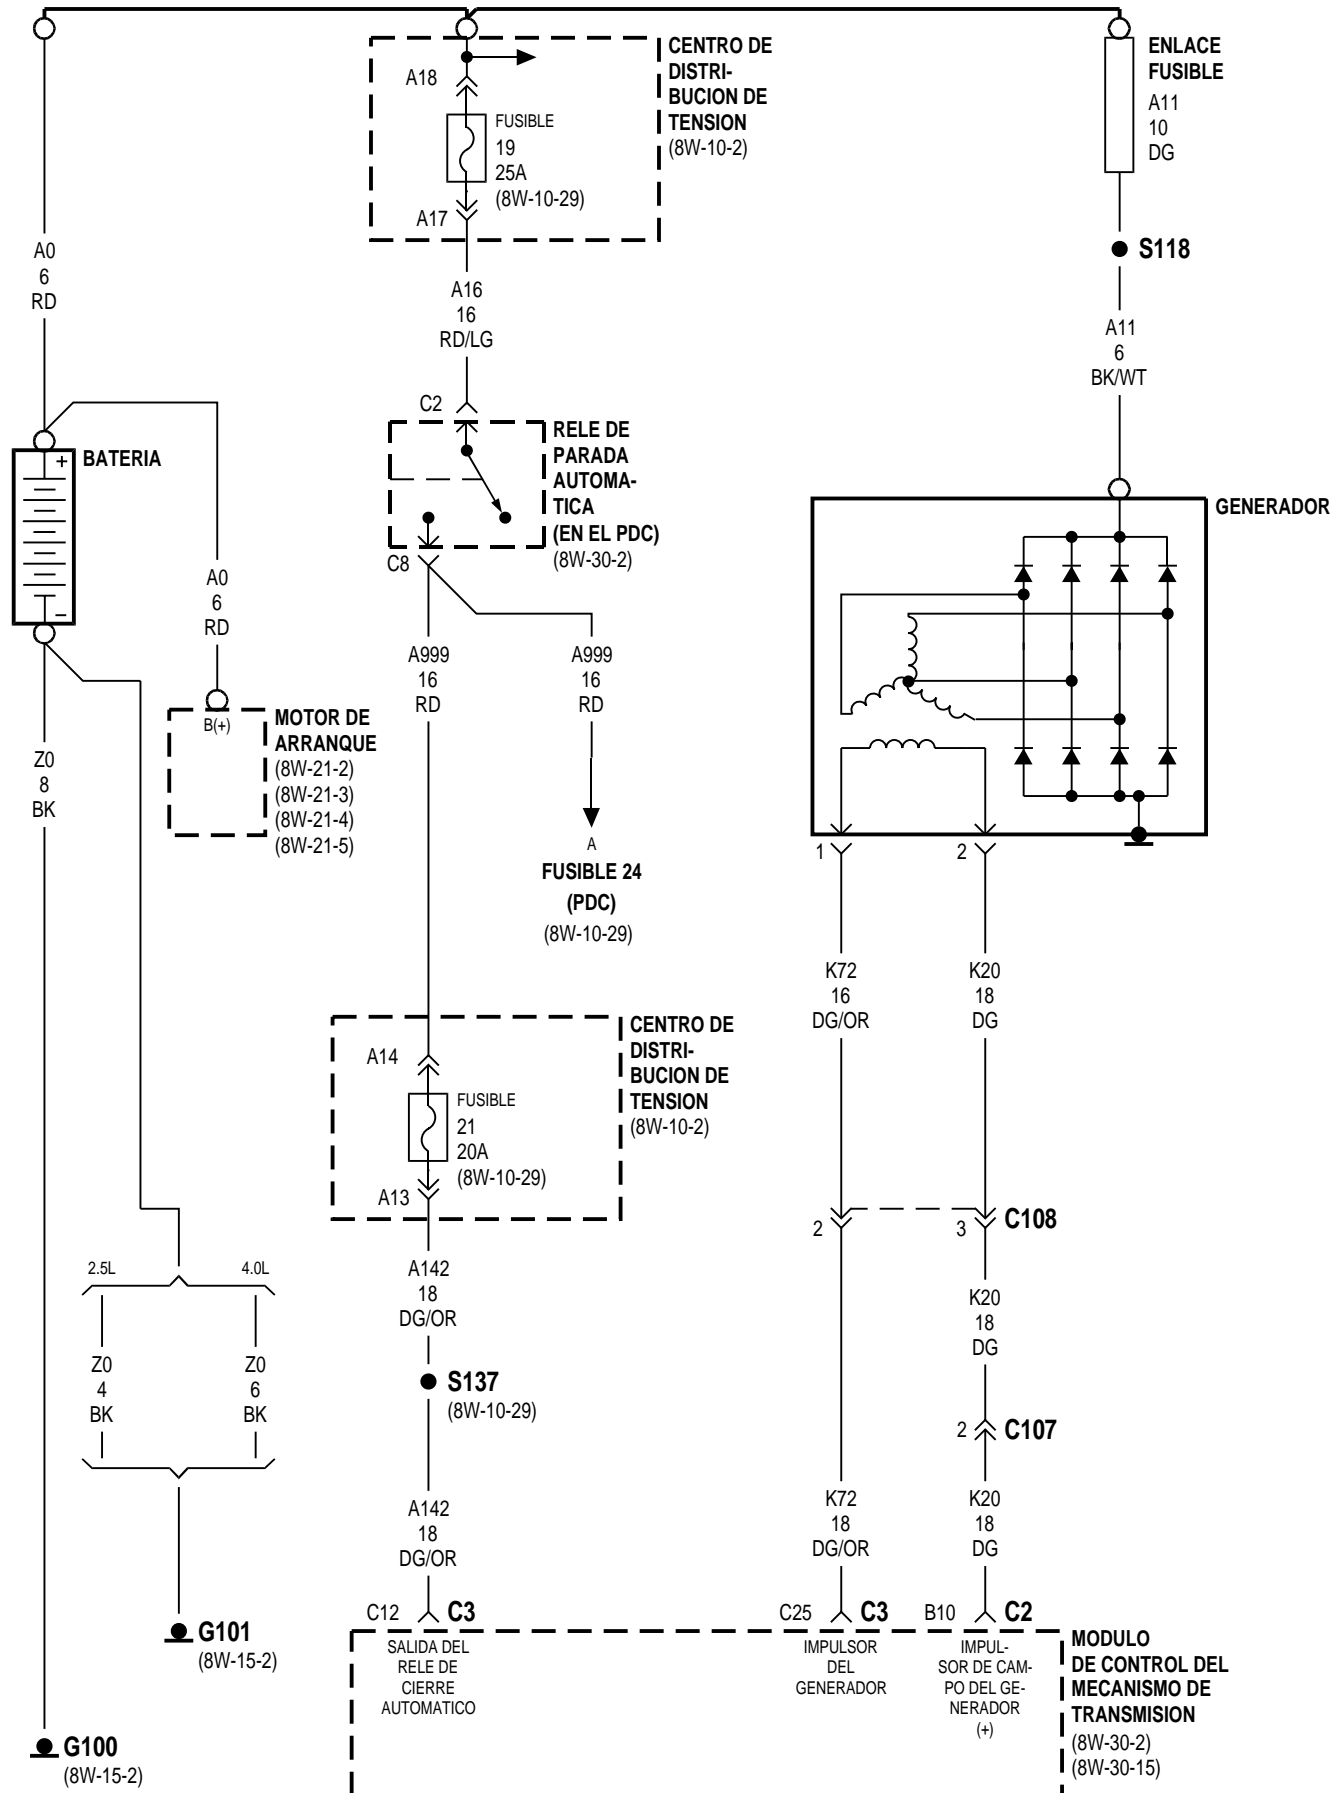 CENTRO DE
DISTRI-
BUCION DE
TENSION
(8W-10-2)
A18
FUSIBLE
19
25A
(8W-10-29)
A17
ENLACE
FUSIBLE
A11
10
DG
S118
A11
6
BK/WT
A0
6
RD
A16
16
RD/LG
C2
RELE DE
PARADA
AUTOMA-
TICA
(EN EL PDC)
(8W-30-2)
C8
+
BATERIA
–
A0
6
RD
B(+)
MOTOR DE
ARRANQUE
(8W-21-2)
(8W-21-3)
(8W-21-4)
(8W-21-5)
Z0
8
BK
A999
16
RD
A999
16
RD
A
FUSIBLE 24
(PDC)
(8W-10-29)
GENERADOR
1
2
K72
16
DG/OR
K20
18
DG
CENTRO DE
DISTRI-
BUCION DE
TENSION
(8W-10-2)
A14
FUSIBLE
21
20A
(8W-10-29)
A13
2
3
C108
2.5L
4.0L
Z0
4
BK
Z0
6
BK
A142
18
DG/OR
S137
(8W-10-29)
A142
18
DG/OR
K20
18
DG
2
C107
K72
18
DG/OR
K20
18
DG
G101
(8W-15-2)
G100
(8W-15-2)
C12
C3
SALIDA DEL
RELE DE
CIERRE
AUTOMATICO
C25
C3
IMPULSOR
DEL
GENERADOR
B10
C2
IMPUL-
SOR DE CAM-
PO DEL GE-
NERADOR
(+)
MODULO
DE CONTROL DEL
MECANISMO DE
TRANSMISION
(8W-30-2)
(8W-30-15)